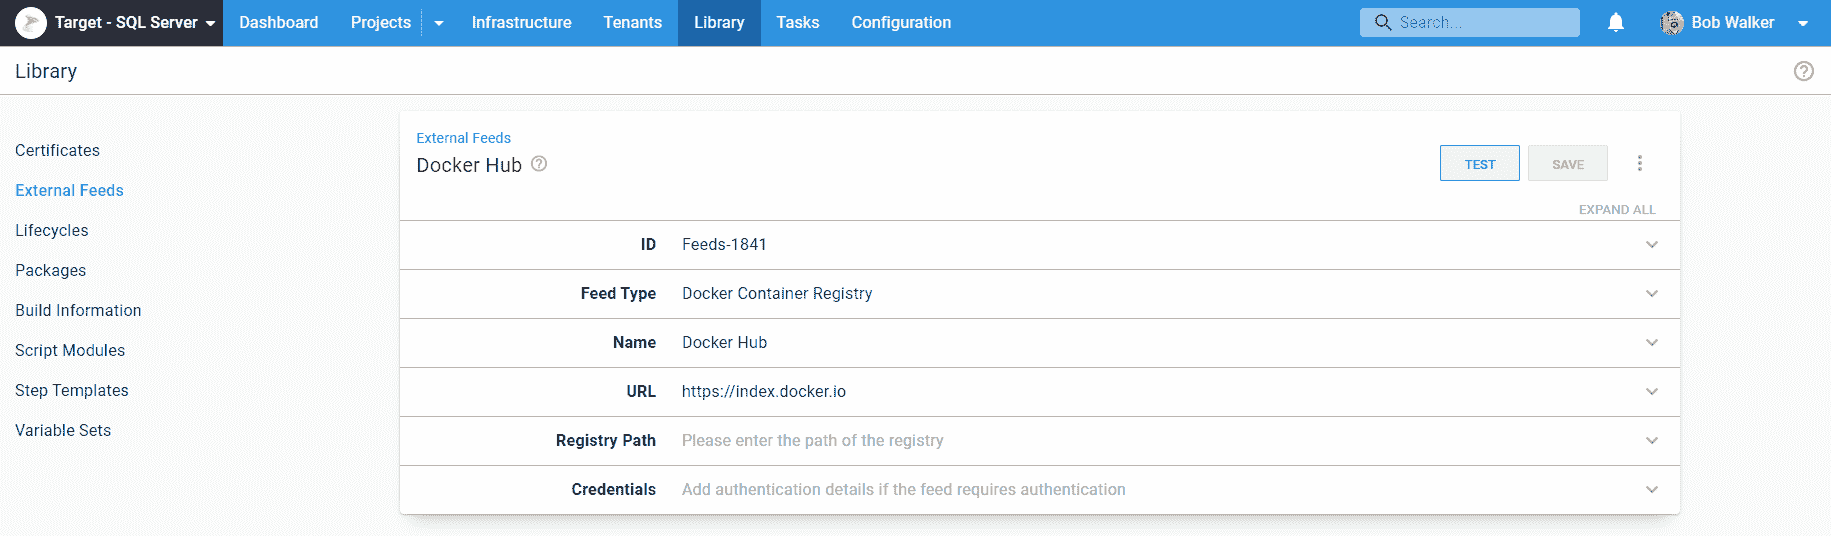 Target - SQL Server Dashboard Projects Infrastructure Tenants Library Tasks Configuration Search... Bob Walker
Library
Certificates
External Feeds
Lifecycles
Packages
Build Information
Script Modules
Step Templates
Variable Sets
External Feeds
Docker Hub
TEST SAVE
EXPAND ALL
ID Feeds-1841
Feed Type Docker Container Registry
Name Docker Hub
URL https://index.docker.io
Registry Path Please enter the path of the registry
Credentials Add authentication details if the feed requires authentication